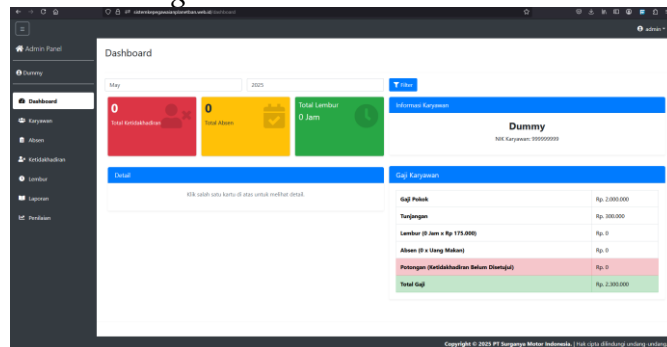 sistemkepegawaianplanethan.web.id/dashboard
admin
Admin Panel
Dashboard
Dummy
May
2025
Filter
Dashboard
Karyawan
Absen
Ketidakhadiran
Lembur
Laporan
Penilaian
0
Total Ketidakhadiran
0
Total Absen
Total Lembur
0 Jam
Informasi Karyawan
Dummy
NIK Karyawan: 999999999
Detail
Klik salah satu kartu di atas untuk melihat detail.
Gaji Karyawan
Gaji Pokok Rp. 2.000.000
Tunjangan Rp. 300.000
Lembur (0 Jam x Rp 175.000) Rp. 0
Absen (0 x Uang Makan) Rp. 0
Potongan (Ketidakhadiran Belum Disetujui) Rp. 0
Total Gaji Rp. 2.300.000
Copyright © 2025 PT Surganya Motor Indonesia. | Hak cipta dilindungi undang-undang